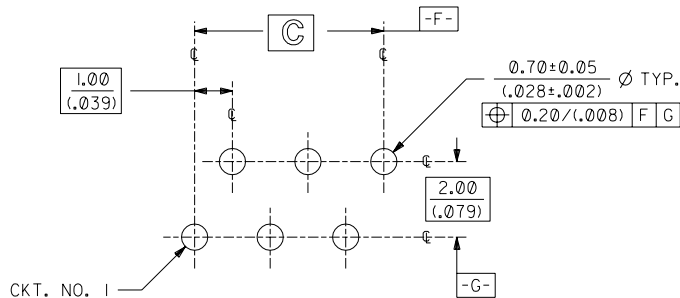 -F-
C
℄ ℄
1.00
(.039)
℄
0.70±0.05
(.028±.002) Ø TYP.
⌖ 0.20/(.008) F G
℄
2.00
(.079)
℄
-G-
CKT. NO. 1